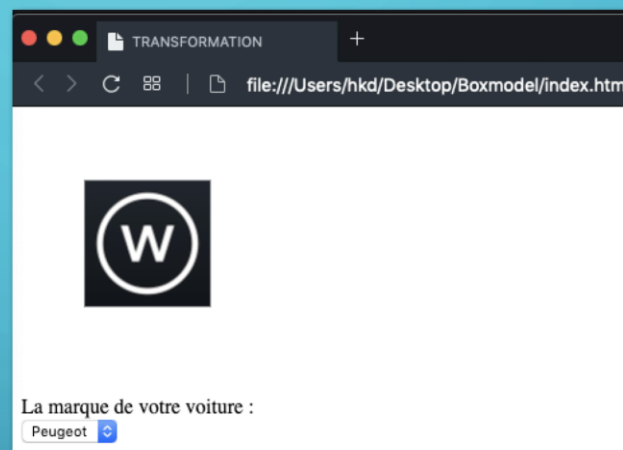 TRANSFORMATION
file:///Users/hkd/Desktop/Boxmodel/index.htm
W
La marque de votre voiture :
Peugeot